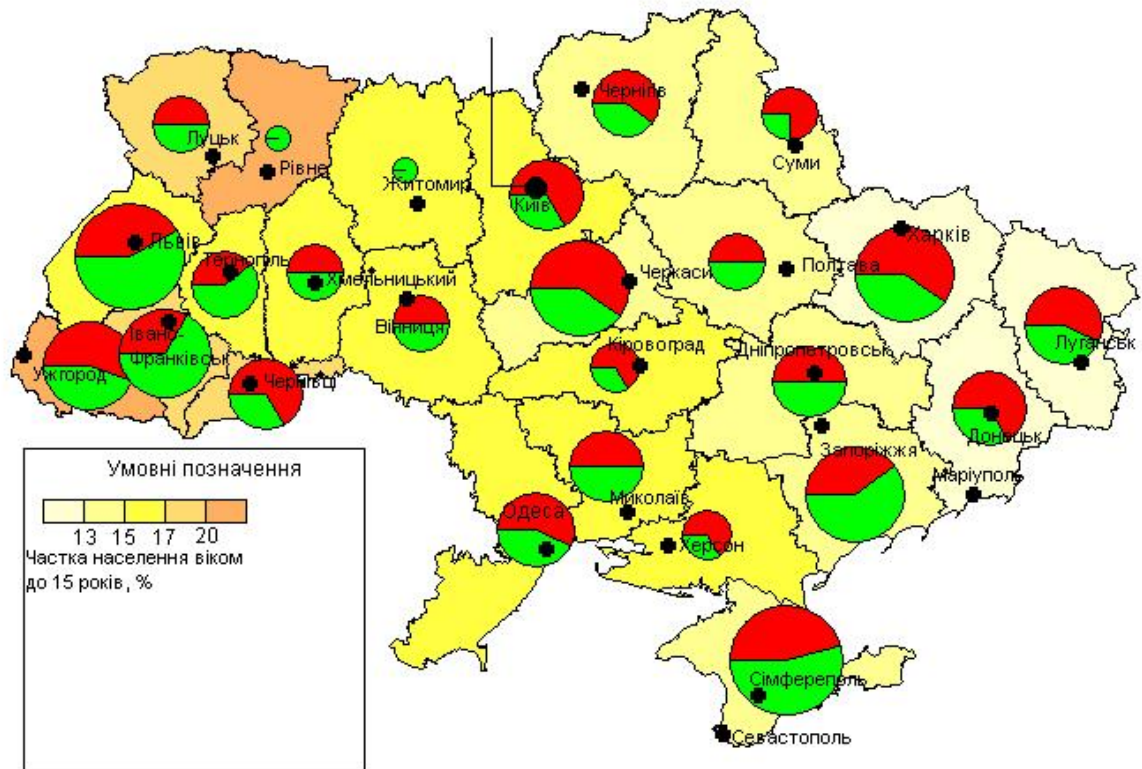 Чернігів
Луцьк
Рівне
Суми
Житомир
Київ
Львів
Харків
Тернопіль
Хмельницький
Черкаси
Полтава
Вінниця
Івано-
Франківськ
Кіровоград
Дніпропетровськ
Луганськ
Ужгород
Чернівці
Донецьк
Запоріжжя
Маріуполь
Умовні позначення
13 15 17 20
Частка населення віком
до 15 років, %
Миколаїв
Одеса
Херсон
Сімферепoль
Севастополь